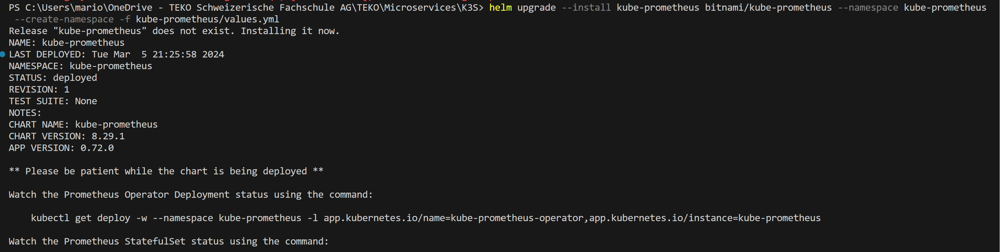 PS C:\Users\mario\OneDrive - TEKO Schweizerische Fachschule AG\TEKO\Microservices\K3S> helm upgrade --install kube-prometheus bitnami/kube-prometheus --namespace kube-prometheus
--create-namespace -f kube-prometheus/values.yml
Release "kube-prometheus" does not exist. Installing it now.
NAME: kube-prometheus
LAST DEPLOYED: Tue Mar  5 21:25:58 2024
NAMESPACE: kube-prometheus
STATUS: deployed
REVISION: 1
TEST SUITE: None
NOTES:
CHART NAME: kube-prometheus
CHART VERSION: 8.29.1
APP VERSION: 0.72.0
** Please be patient while the chart is being deployed **
Watch the Prometheus Operator Deployment status using the command:
kubectl get deploy -w --namespace kube-prometheus -l app.kubernetes.io/name=kube-prometheus-operator,app.kubernetes.io/instance=kube-prometheus
Watch the Prometheus StatefulSet status using the command: